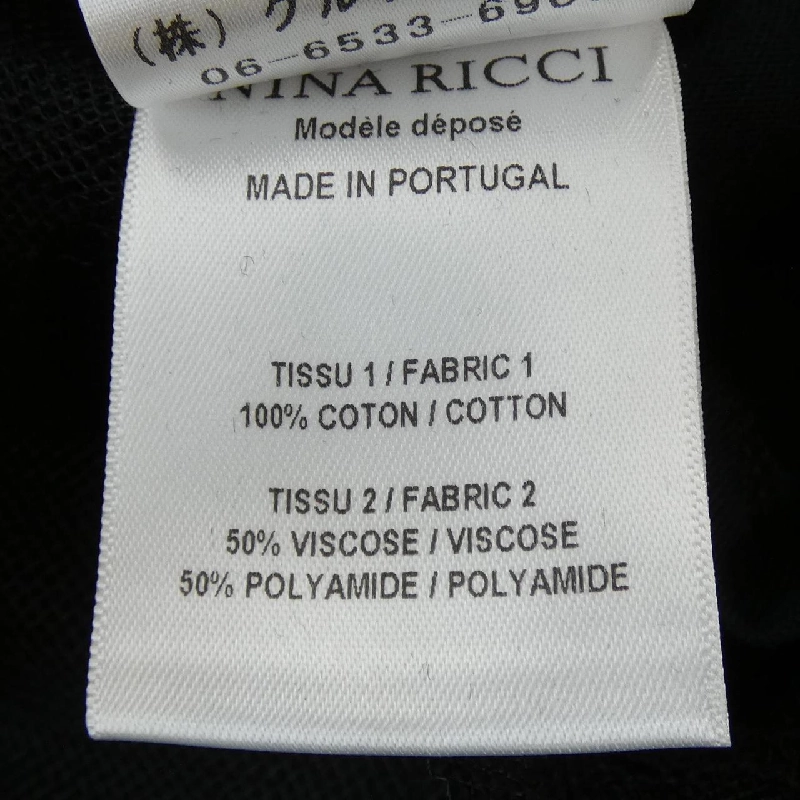 (株)
06-6533-69
NINA RICCI
Modèle déposé
MADE IN PORTUGAL
TISSU 1 / FABRIC 1
100% COTON / COTTON
TISSU 2 / FABRIC 2
50% VISCOSE / VISCOSE
50% POLYAMIDE / POLYAMIDE